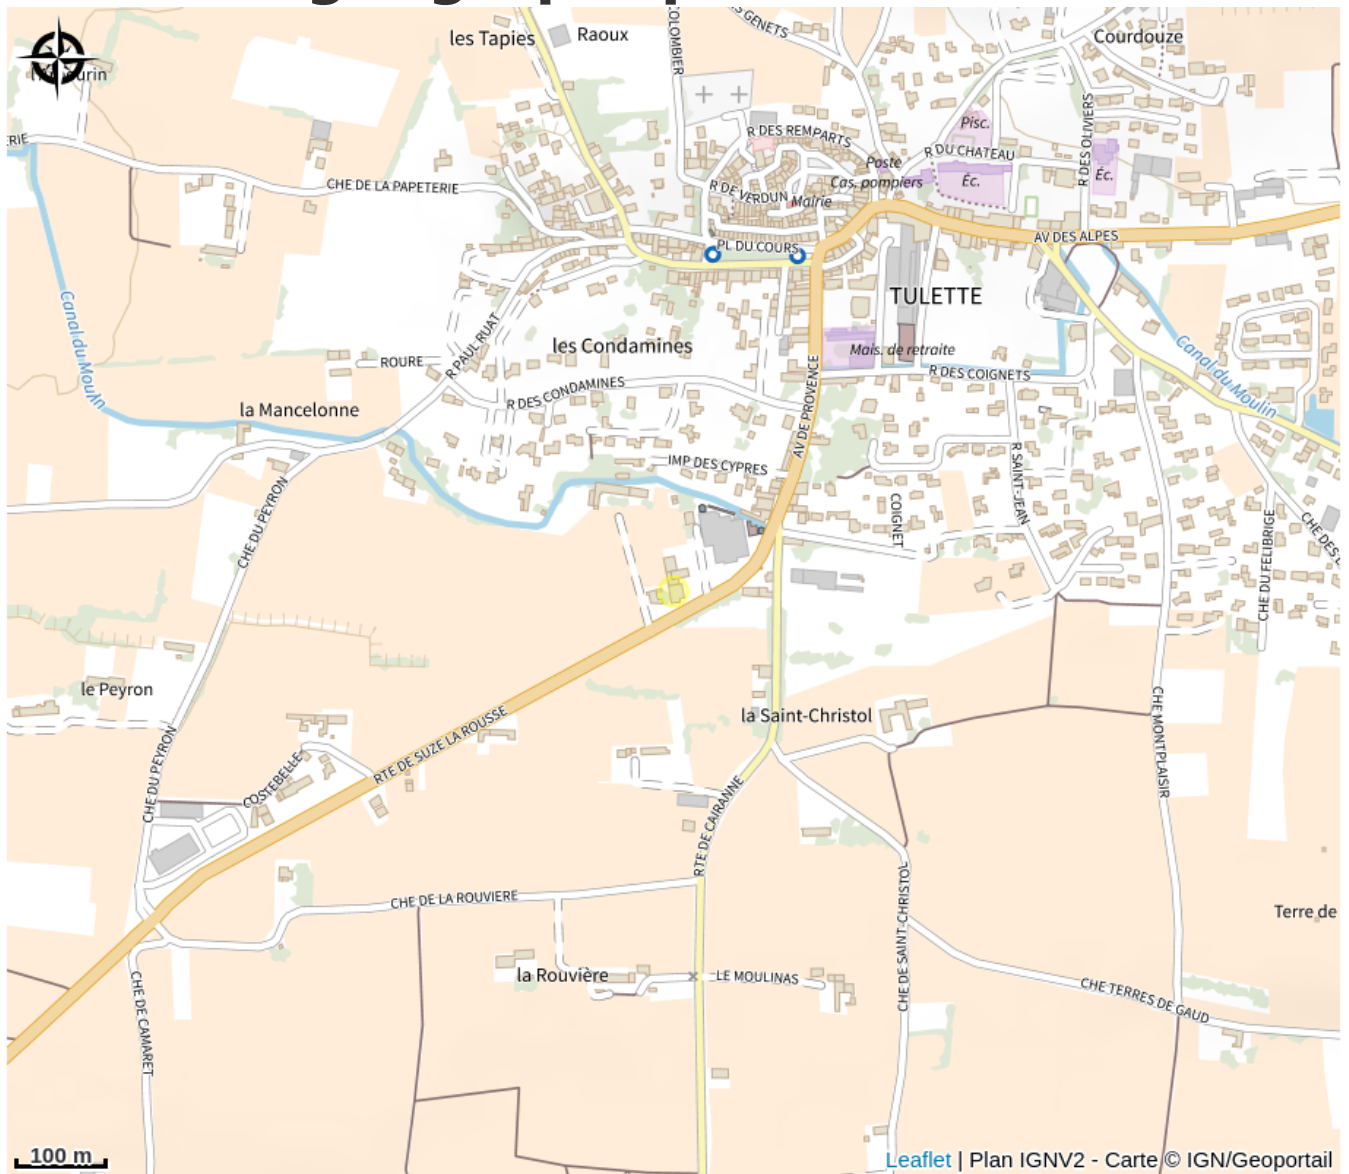 les Tapies
Raoux
COLOMBIER
S GENETS
Courdouze
R DES REMPARTS
Pisc.
R DU CHATEAU
R DES OLIVIERS
Poste
Cas. pompiers
Éc.
Éc.
ERIE
CHE DE LA PAPETERIE
R DE VERDUN
Mairie
PL DU COURS
AV DES ALPES
TULETTE
Canal du Moulin
Canal du Moulin
R PAUL RUAT
ROURE
les Condamines
Mais. de retraite
R DES COIGNETS
R DES CONDAMINES
la Mancelonne
AV DE PROVENCE
IMP DES CYPRES
R SAINT-JEAN
COIGNET
CHE DU PEYRON
CHE DU FELIBRIGE
CHE DES
le Peyron
la Saint-Christol
RTE DE SUZE LA ROUSSE
CHE DU PEYRON
COSTEBELLE
RTE DE CAIRANNE
CHE MONTPLAISIR
CHE DE LA ROUVIERE
CHE DE SAINT-CHRISTOL
Terre de
la Rouvière
LE MOULINAS
CHE TERRES DE GAUD
CHE DE CAMARET
100 m
Leaflet | Plan IGNV2 - Carte © IGN/Geoportail